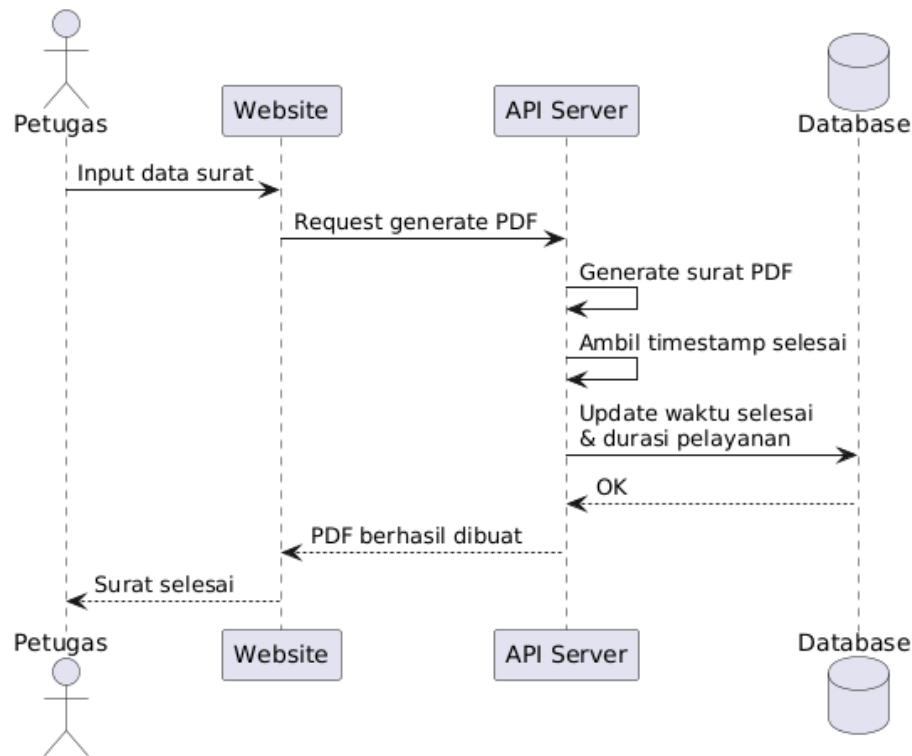 Petugas
Website
API Server
Database
Input data surat
Request generate PDF
Generate surat PDF
Ambil timestamp selesai
Update waktu selesai
& durasi pelayanan
OK
PDF berhasil dibuat
Surat selesai
Petugas
Website
API Server
Database